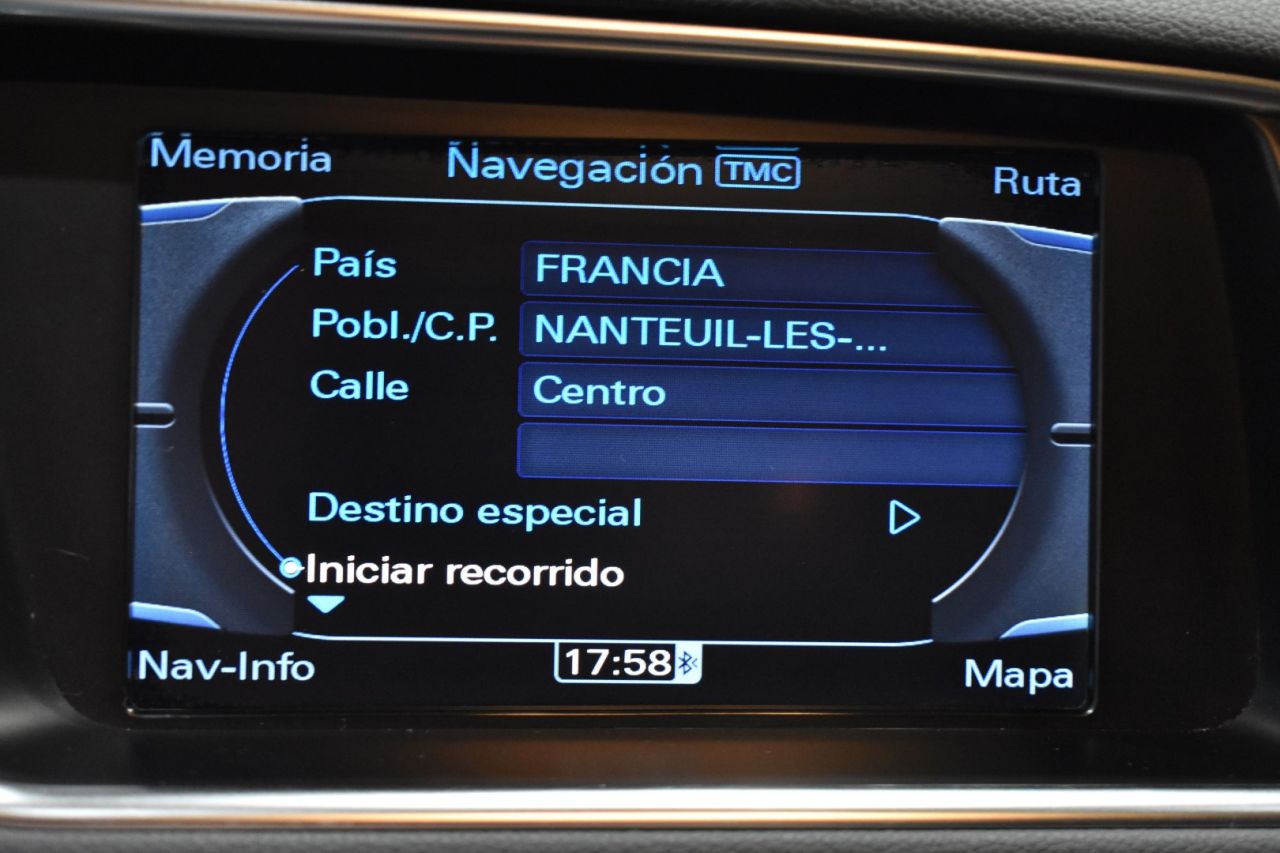 Memoria
Navegación TMC
Ruta
País FRANCIA
Pobl./C.P. NANTEUIL-LES-...
Calle Centro
Destino especial
Iniciar recorrido
Nav-Info
17:58
Mapa